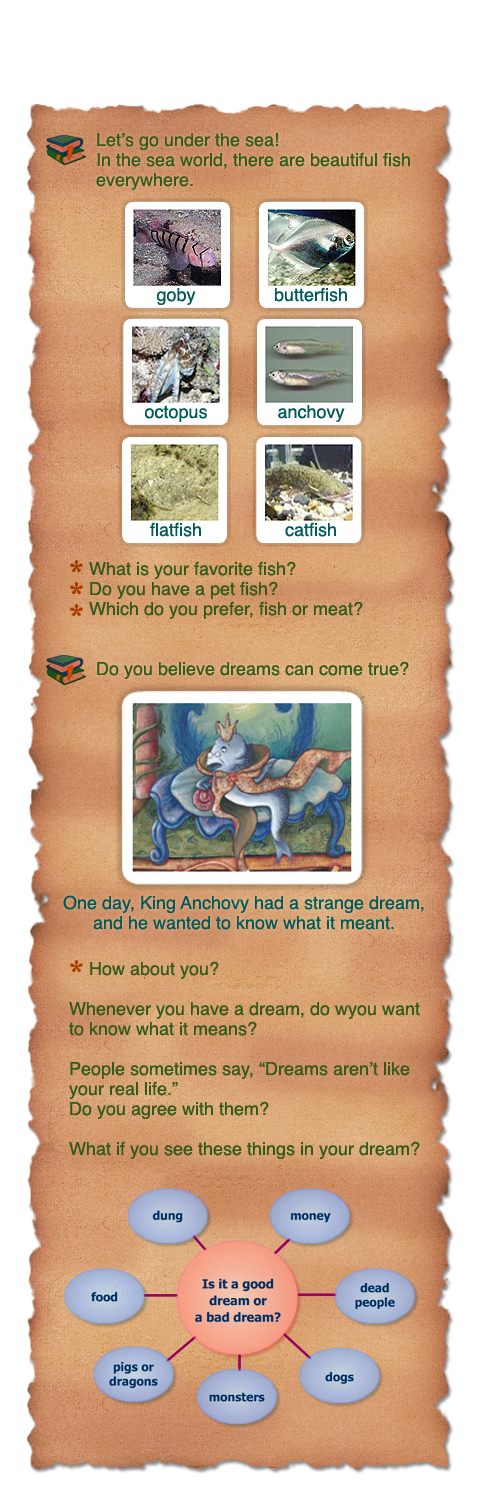 Let's go under the sea!
In the sea world, there are beautiful fish
everywhere.
goby
butterfish
octopus
anchovy
flatfish
catfish
* What is your favorite fish?
* Do you have a pet fish?
* Which do you prefer, fish or meat?
Do you believe dreams can come true?
One day, King Anchovy had a strange dream,
and he wanted to know what it meant.
* How about you?
Whenever you have a dream, do wyou want
to know what it means?
People sometimes say, “Dreams aren't like
your real life.”
Do you agree with them?
What if you see these things in your dream?
dung
money
food
Is it a good
dream or
a bad dream?
dead
people
pigs or
dragons
monsters
dogs